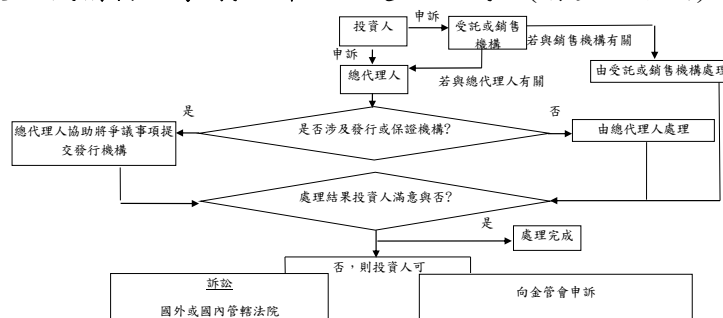 投資人
申訴
受託或銷售
機構
若與銷售機構有關
申訴
總代理人
若與總代理人有關
由受託或銷售機構處理
是
否
總代理人協助將爭議事項提
交發行機構
是否涉及發行或保證機構?
由總代理人處理
處理結果投資人滿意與否?
是
處理完成
否，則投資人可
訴訟
國外或國內管轄法院
向金管會申訴